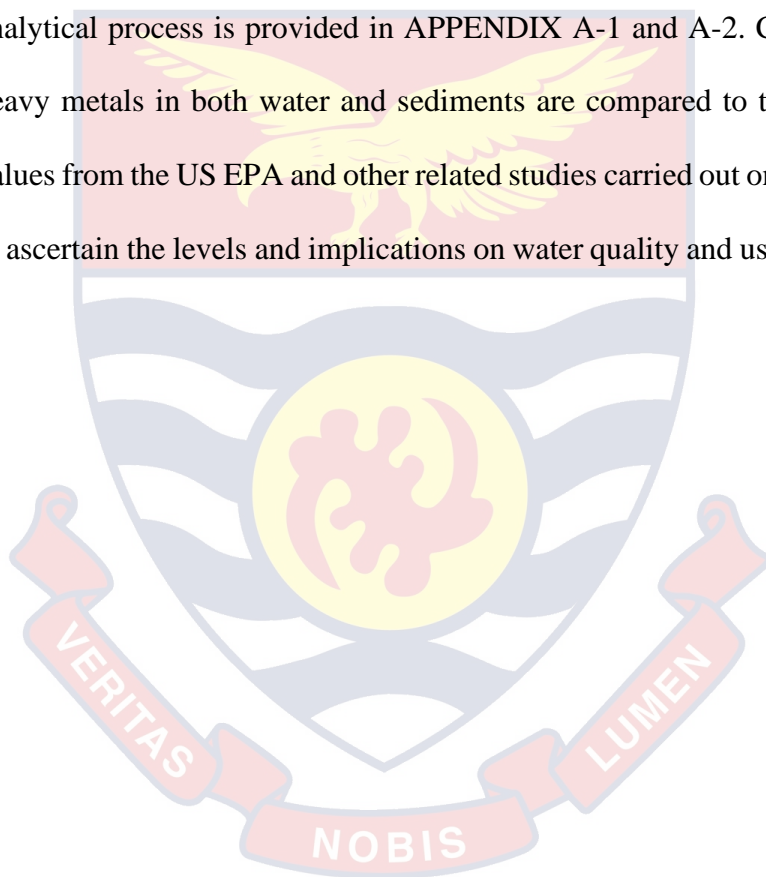 nalytical process is provided in APPENDIX A-1 and A-2. C
eavy metals in both water and sediments are compared to t
alues from the US EPA and other related studies carried out or
ascertain the levels and implications on water quality and us
VERITAS
NOBIS
LUMEN